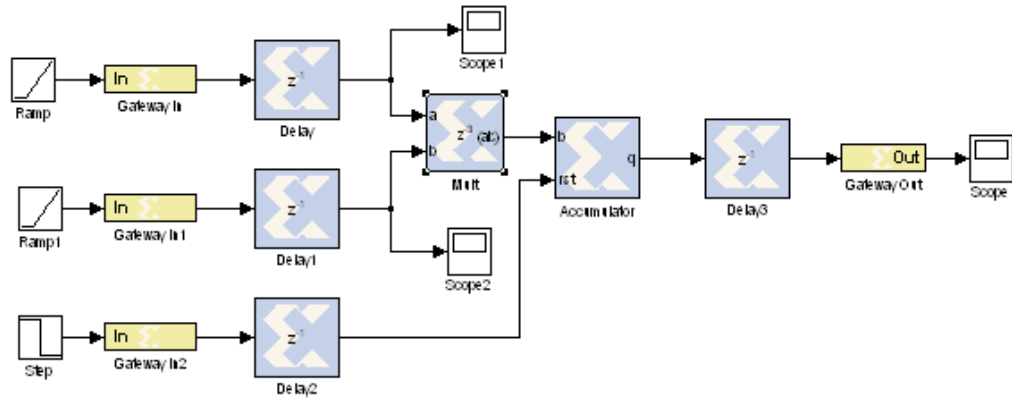 Scope1
In
z⁻¹
Ramp
Gateway In
Delay
a
z⁻³
(ab)
b
Mult
b
q
rst
Accumulator
z⁻¹
Delay3
Out
Gateway Out
Scope
In
z⁻¹
Ramp1
Gateway In1
Delay1
Scope2
In
z⁻¹
Step
Gateway In2
Delay2